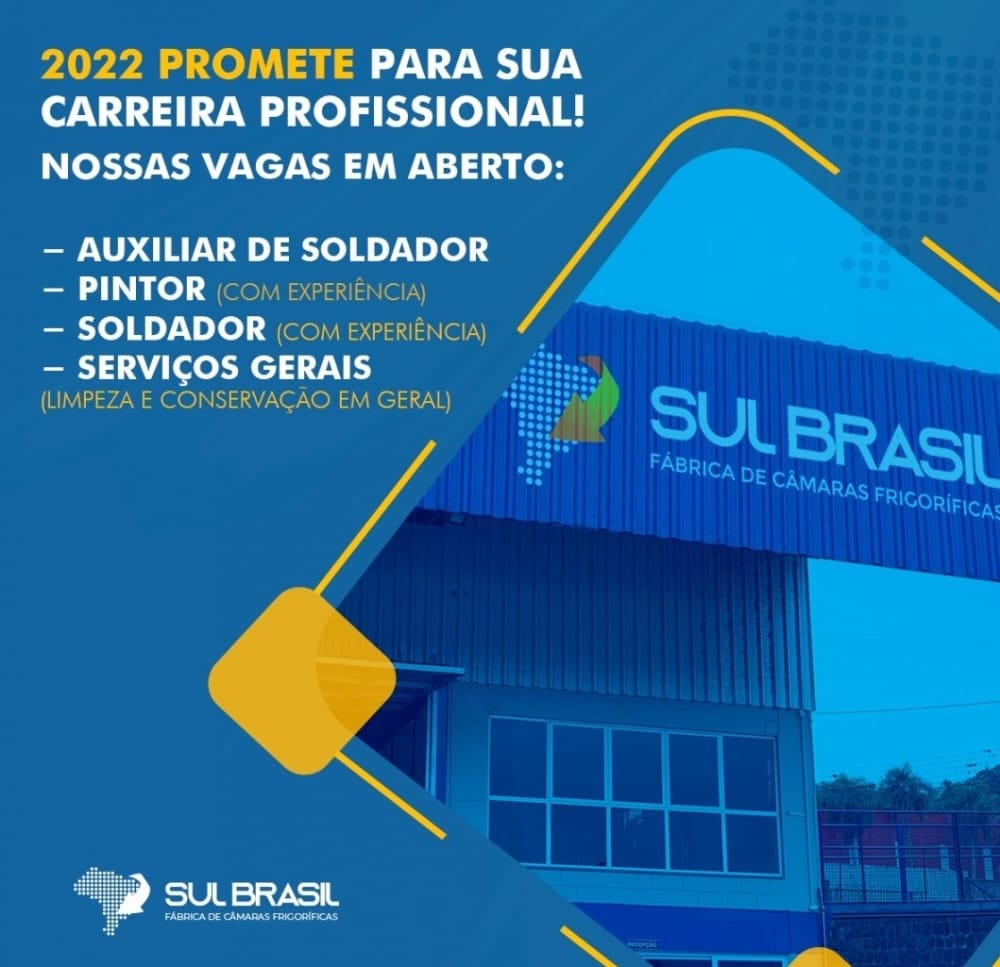 2022 PROMETE PARA SUA
CARREIRA PROFISSIONAL!
NOSSAS VAGAS EM ABERTO:
– AUXILIAR DE SOLDADOR
– PINTOR (COM EXPERIÊNCIA)
– SOLDADOR (COM EXPERIÊNCIA)
– SERVIÇOS GERAIS
(LIMPEZA E CONSERVAÇÃO EM GERAL)
SUL BRASIL
FÁBRICA DE CÂMARAS FRIGORÍFICAS
RECEPÇÃO
SUL BRASIL
FÁBRICA DE CÂMARAS FRIGORÍFICAS